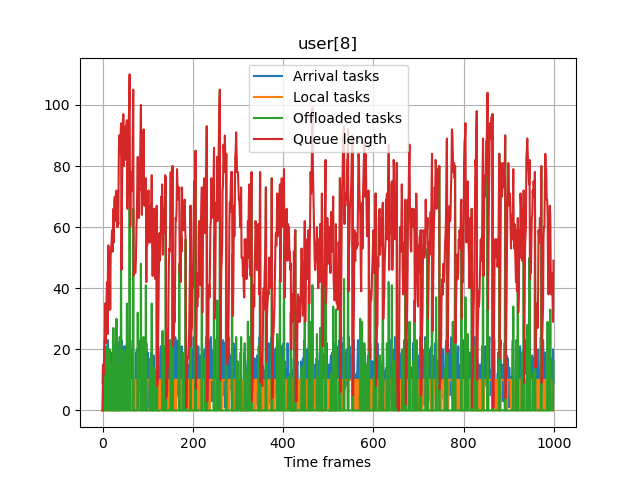 user[8]
Arrival tasks
Local tasks
Offloaded tasks
Queue length
100
80
60
40
20
0
0 200 400 600 800 1000
Time frames